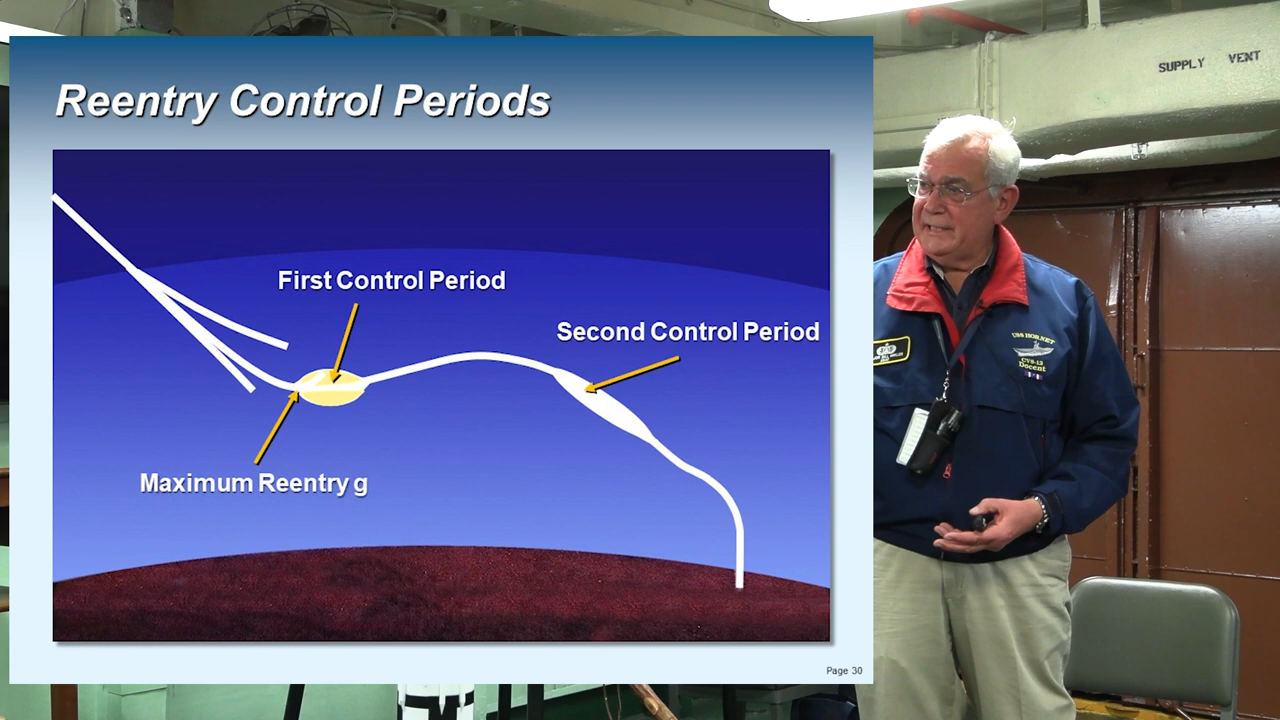 Reentry Control Periods
First Control Period
Second Control Period
Maximum Reentry g
Page 30
SUPPLY VENT
USS HORNET
CVS-12
Docent